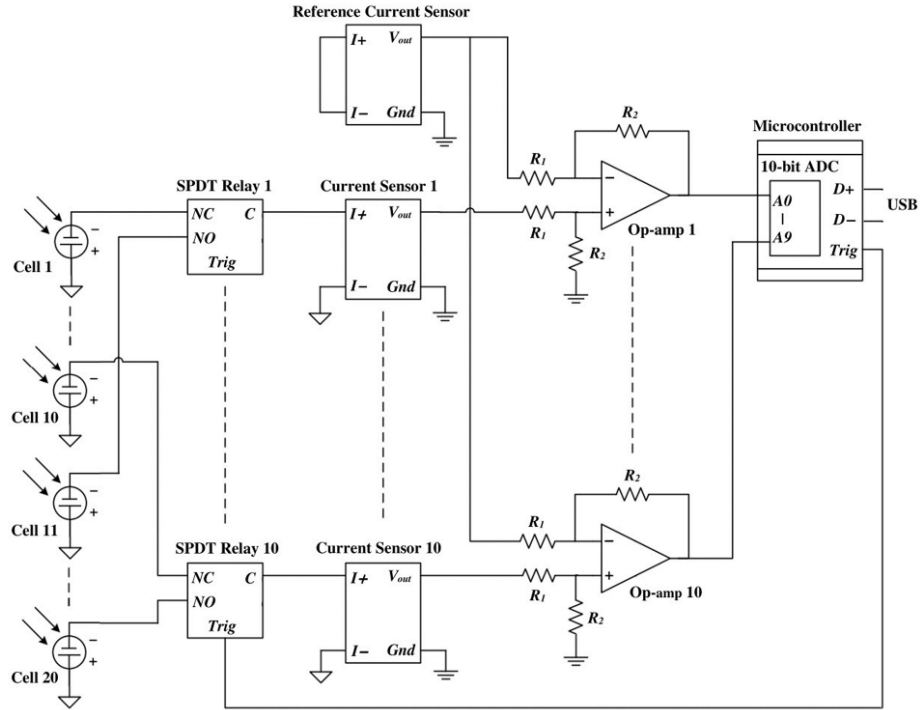 Reference Current Sensor
I+ Vout
I− Gnd
Microcontroller
10-bit ADC
A0
A9
D+
D−
Trig
USB
R2
R1
R1
R2
Op-amp 1
SPDT Relay 1
NC C
NO
Trig
Current Sensor 1
I+ Vout
I− Gnd
−
+
Cell 1
−
+
Cell 10
−
+
Cell 11
−
+
−
+
Cell 20
SPDT Relay 10
NC C
NO
Trig
Current Sensor 10
I+ Vout
I− Gnd
R2
R1
R1
R2
−
+
Op-amp 10